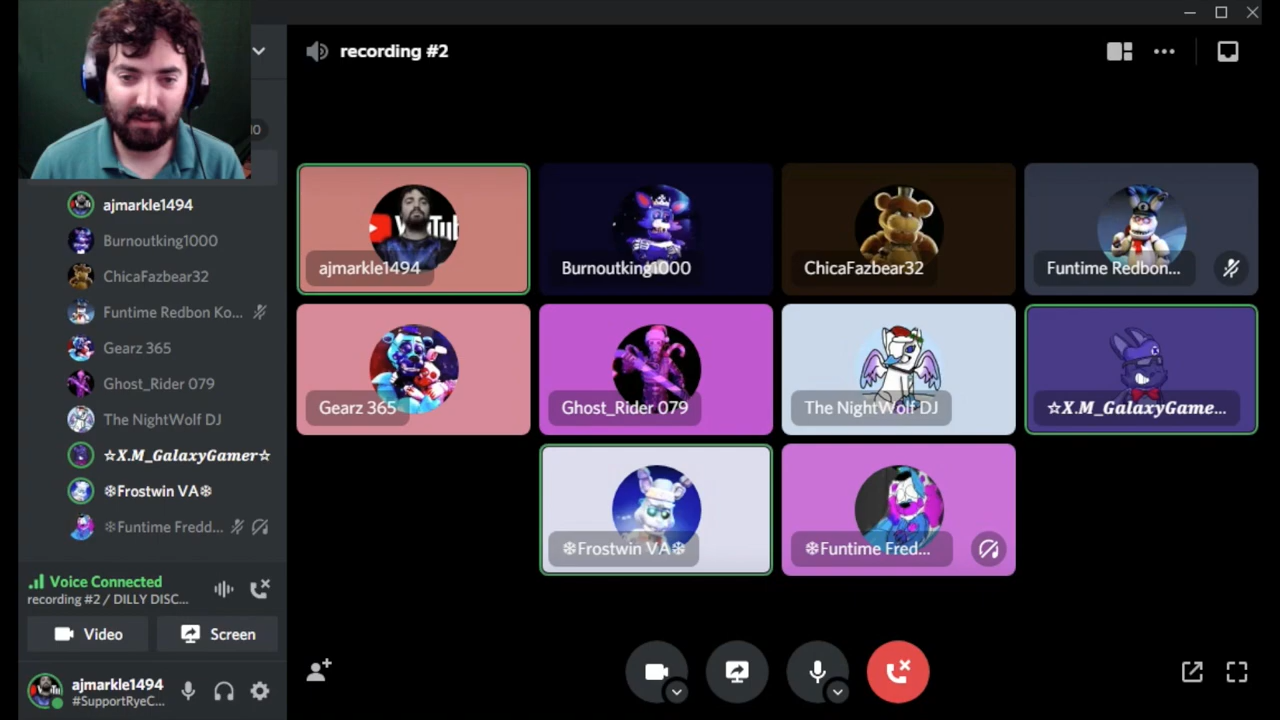 recording #2
ajmarkle1494
Burnoutking1000
ChicaFazbear32
Funtime Redbon Ko...
Gearz 365
Ghost_Rider 079
The NightWolf DJ
☆X.M_GalaxyGamer☆
❄Frostwin VA❄
❄Funtime Fredd...
Voice Connected
recording #2 / DILLY DISC...
Video
Screen
ajmarkle1494
#SupportRyeC...
ajmarkle1494
Burnoutking1000
ChicaFazbear32
Funtime Redbon...
Gearz 365
Ghost_Rider 079
The NightWolf DJ
☆X.M_GalaxyGame...
❄Frostwin VA❄
❄Funtime Fred...